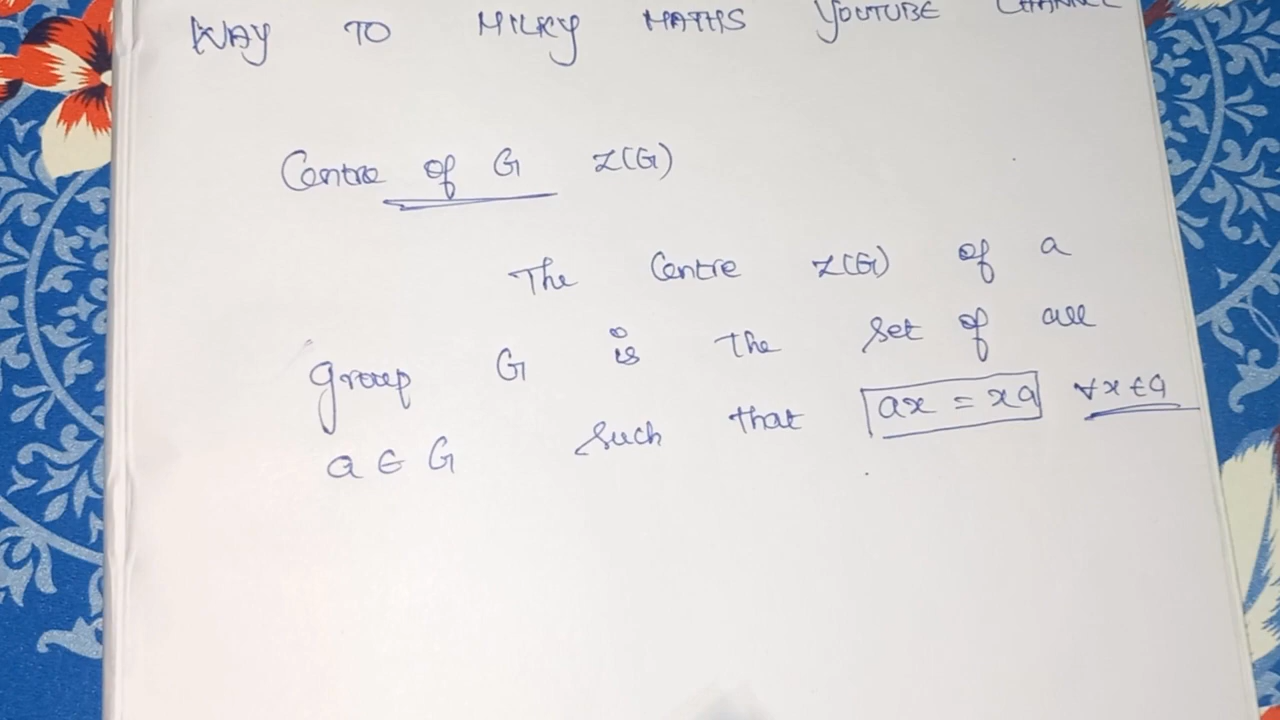 WAY TO MILKY MATHS YOUTUBE CHANNEL
Centre of G Z(G)
The Centre Z(G) of a
group G is the set of all
a ∈ G such that ax = xa ∀x∈G